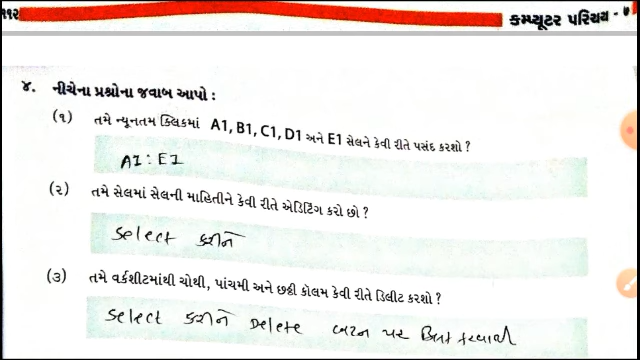 ૧૧૨
કમ્પ્યૂટર પરિચય - ૭
૪. નીચેના પ્રશ્નોના જવાબ આપો :
(૧) તમે ન્યૂનતમ ક્લિકમાં A1, B1, C1, D1 અને E1 સેલને કેવી રીતે પસંદ કરશો ?
A1 : E1
(૨) તમે સેલમાં સેલની માહિતીને કેવી રીતે એડિટિંગ કરો છો ?
select કરીને
(૩) તમે વર્કશીટમાંથી ચોથી, પાંચમી અને છઠ્ઠી કૉલમ કેવી રીતે ડિલીટ કરશો ?
select કરીને Delete બટન પર ક્લિક કરવાથી